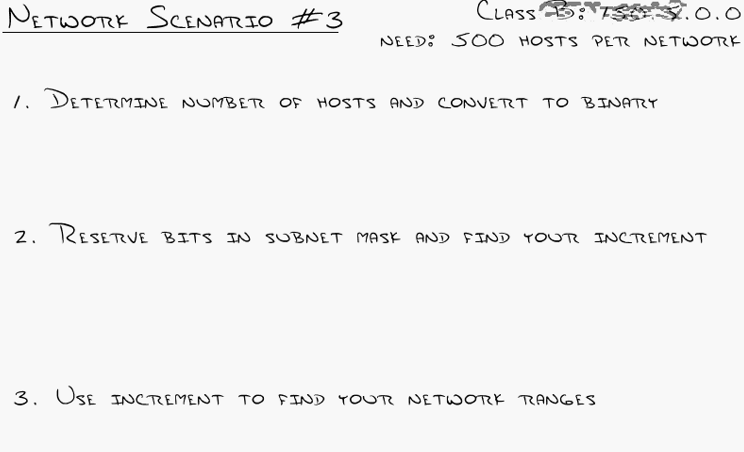 Network Scenario #3
Class B: .0.0
need: 500 hosts per network
1. Determine number of hosts and convert to binary
2. Reserve bits in subnet mask and find your increment
3. Use increment to find your network ranges